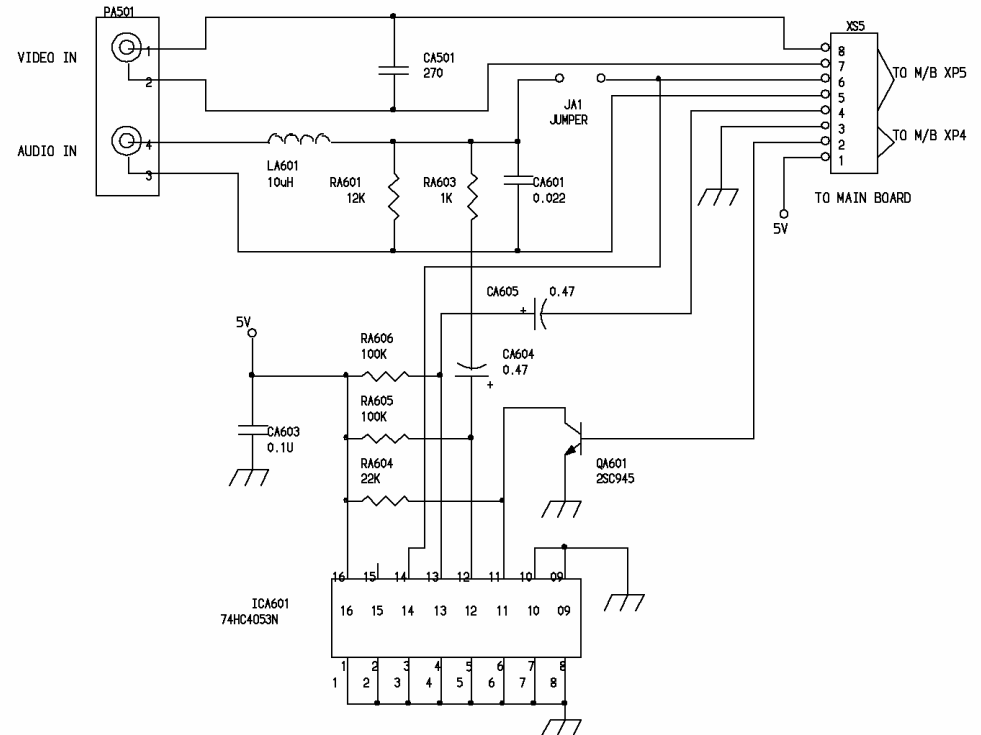 PA501
XS5
VIDEO IN
1
2
CA501
270
8
7
6
5
4
3
2
1
TO M/B XP5
TO M/B XP4
JA1
JUMPER
AUDIO IN
4
3
LA601
10uH
RA601
12K
RA603
1K
CA601
0.022
TO MAIN BOARD
5V
CA605
0.47
+
5V
RA606
100K
CA604
0.47
+
RA605
100K
CA603
0.1U
RA604
22K
QA601
2SC945
16 15 14 13 12 11 10 09
ICA601
74HC4053N
16 15 14 13 12 11 10 09
1 2 3 4 5 6 7 8
1 2 3 4 5 6 7 8